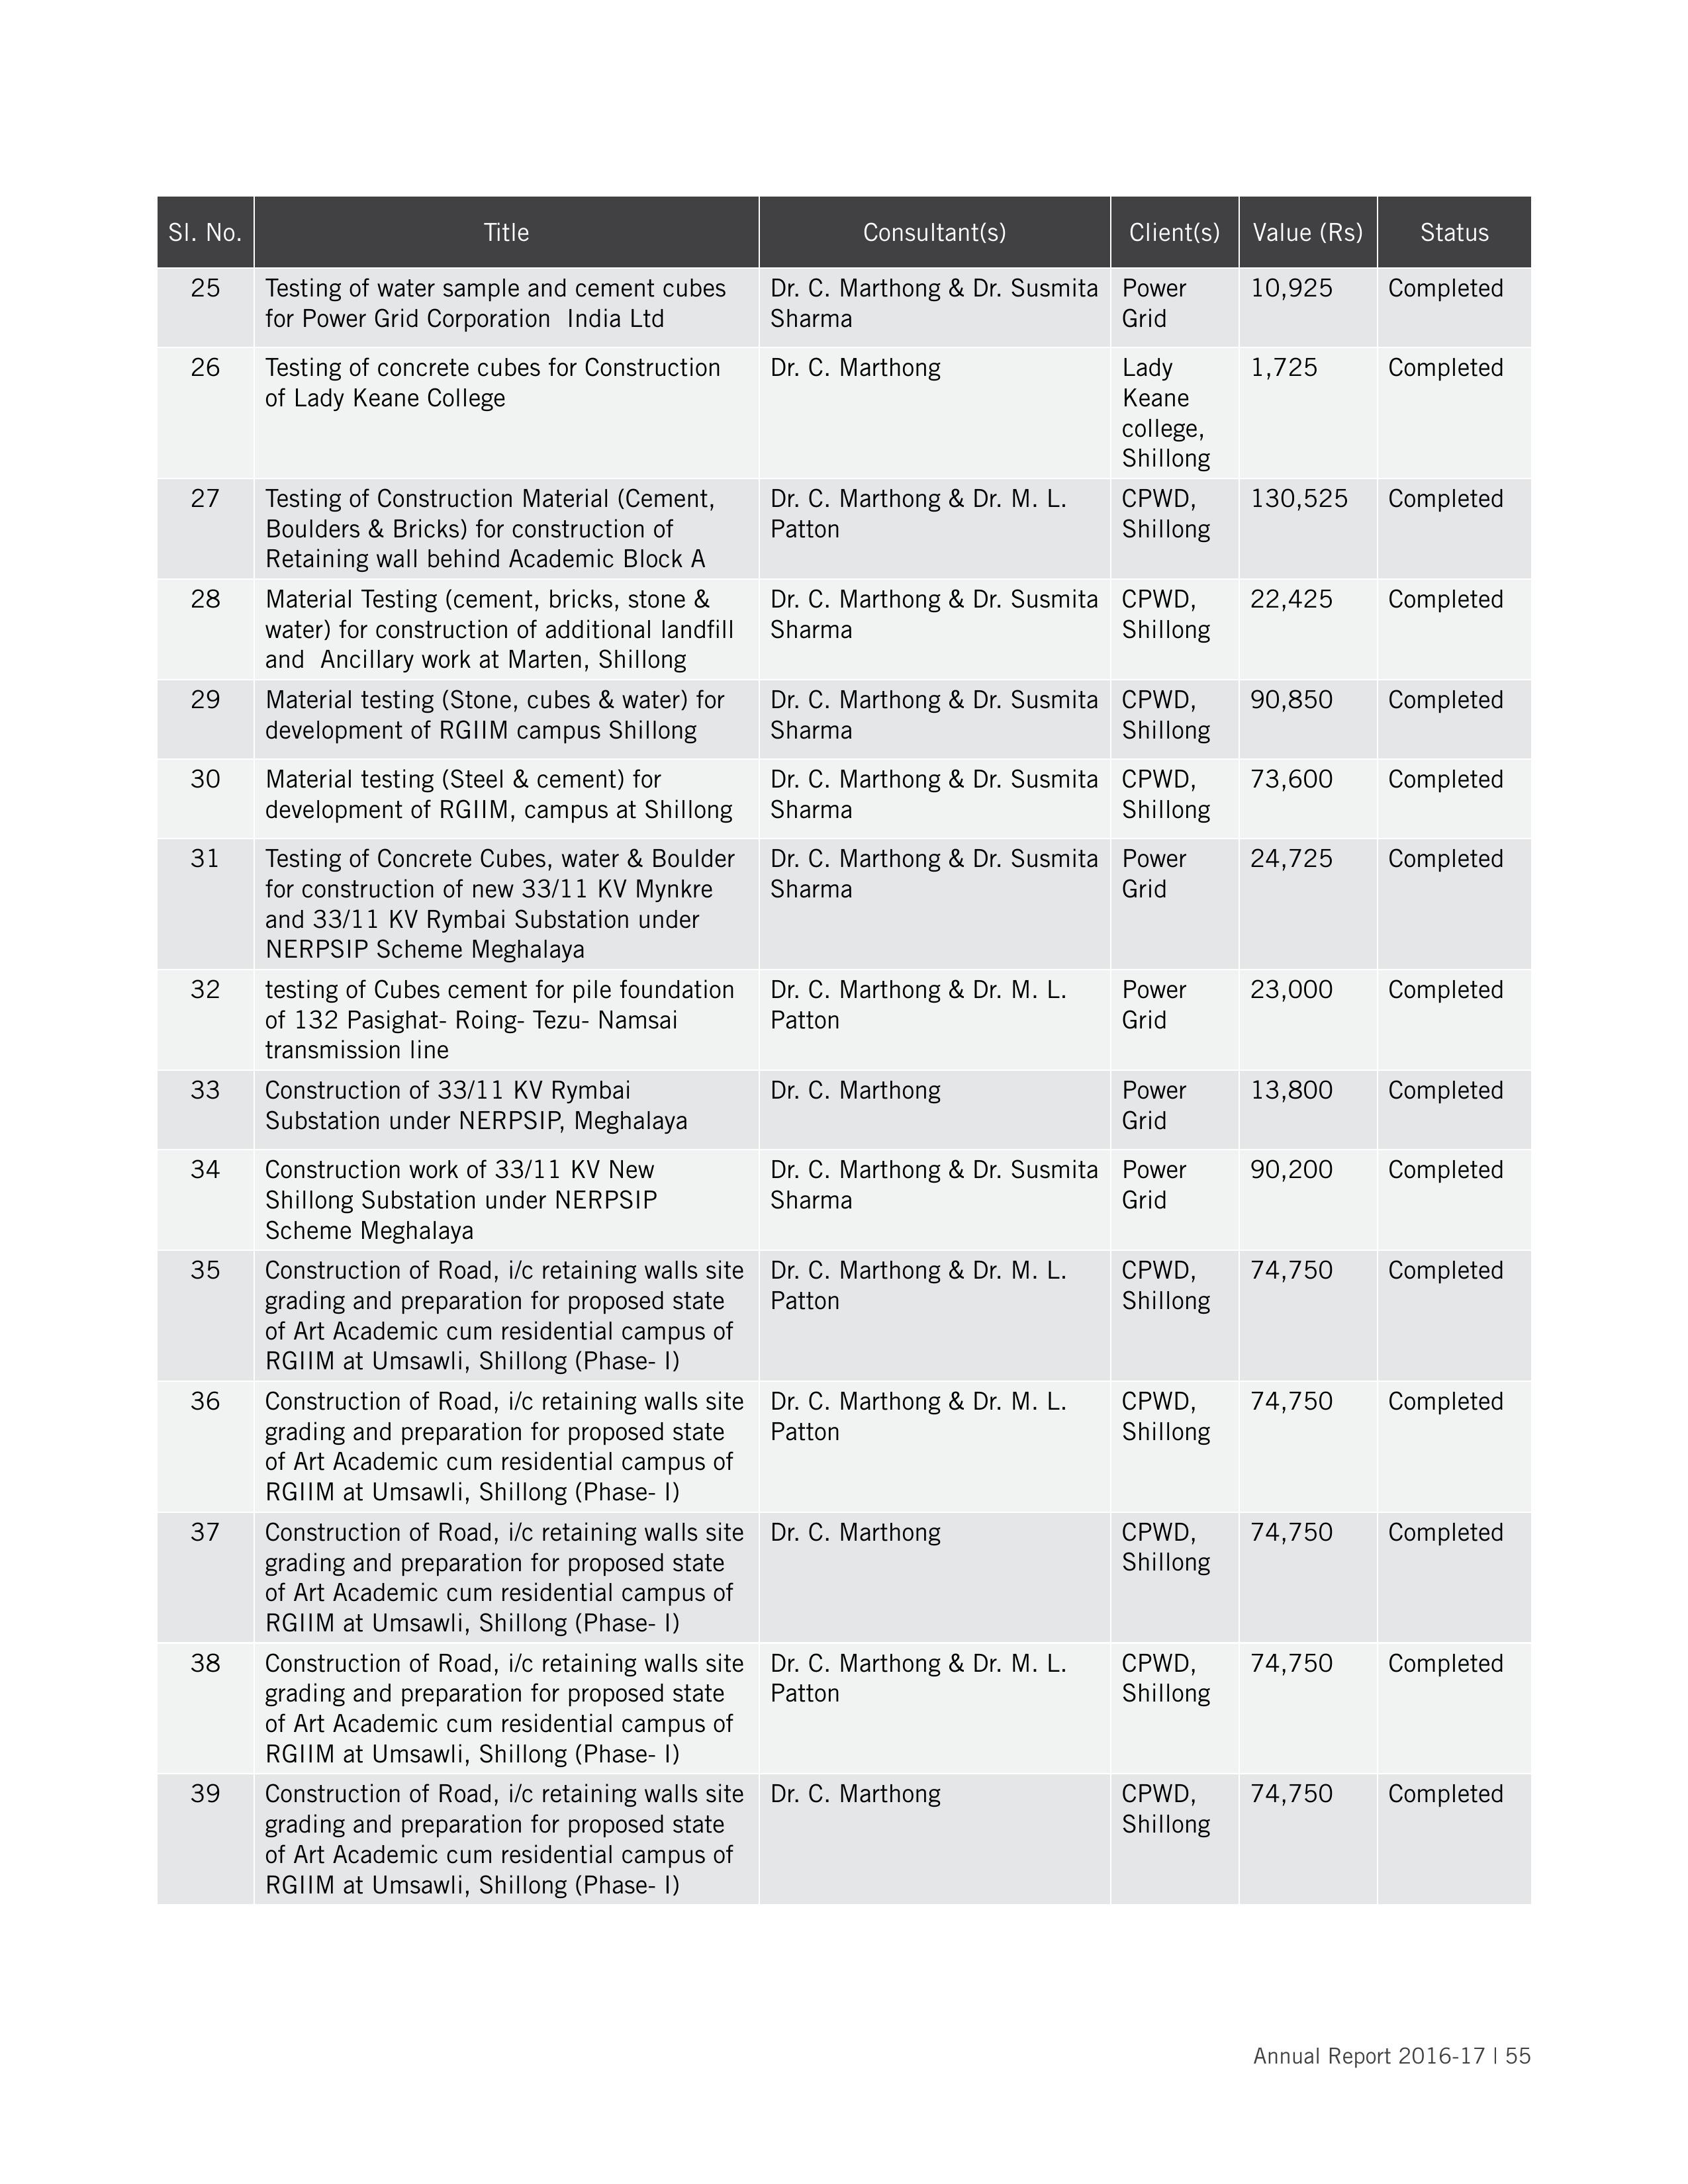 Sl. No. Title Consultant(s) Client(s) Value (Rs) Status
25 Testing of water sample and cement cubes Dr. C. Marthong & Dr. Susmita Power 10,925 Completed
for Power Grid Corporation India Ltd Sharma Grid
26 Testing of concrete cubes for Construction Dr. C. Marthong Lady 1,725 Completed
of Lady Keane College Keane
college,
Shillong
27 Testing of Construction Material (Cement, Dr. C. Marthong & Dr. M. L. CPWD, 130,525 Completed
Boulders & Bricks) for construction of Patton Shillong
Retaining wall behind Academic Block A
28 Material Testing (cement, bricks, stone & Dr. C. Marthong & Dr. Susmita CPWD, 22,425 Completed
water) for construction of additional landfill Sharma Shillong
and Ancillary work at Marten, Shillong
29 Material testing (Stone, cubes & water) for Dr. C. Marthong & Dr. Susmita CPWD, 90,850 Completed
development of RGIIM campus Shillong Sharma Shillong
30 Material testing (Steel & cement) for Dr. C. Marthong & Dr. Susmita CPWD, 73,600 Completed
development of RGIIM, campus at Shillong Sharma Shillong
31 Testing of Concrete Cubes, water & Boulder Dr. C. Marthong & Dr. Susmita Power 24,725 Completed
for construction of new 33/11 KV Mynkre Sharma Grid
and 33/11 KV Rymbai Substation under
NERPSIP Scheme Meghalaya
32 testing of Cubes cement for pile foundation Dr. C. Marthong & Dr. M. L. Power 23,000 Completed
of 132 Pasighat- Roing- Tezu- Namsai Patton Grid
transmission line
33 Construction of 33/11 KV Rymbai Dr. C. Marthong Power 13,800 Completed
Substation under NERPSIP, Meghalaya Grid
34 Construction work of 33/11 KV New Dr. C. Marthong & Dr. Susmita Power 90,200 Completed
Shillong Substation under NERPSIP Sharma Grid
Scheme Meghalaya
35 Construction of Road, i/c retaining walls site Dr. C. Marthong & Dr. M. L. CPWD, 74,750 Completed
grading and preparation for proposed state Patton Shillong
of Art Academic cum residential campus of
RGIIM at Umsawli, Shillong (Phase- I)
36 Construction of Road, i/c retaining walls site Dr. C. Marthong & Dr. M. L. CPWD, 74,750 Completed
grading and preparation for proposed state Patton Shillong
of Art Academic cum residential campus of
RGIIM at Umsawli, Shillong (Phase- I)
37 Construction of Road, i/c retaining walls site Dr. C. Marthong CPWD, 74,750 Completed
grading and preparation for proposed state Shillong
of Art Academic cum residential campus of
RGIIM at Umsawli, Shillong (Phase- I)
38 Construction of Road, i/c retaining walls site Dr. C. Marthong & Dr. M. L. CPWD, 74,750 Completed
grading and preparation for proposed state Patton Shillong
of Art Academic cum residential campus of
RGIIM at Umsawli, Shillong (Phase- I)
39 Construction of Road, i/c retaining walls site Dr. C. Marthong CPWD, 74,750 Completed
grading and preparation for proposed state Shillong
of Art Academic cum residential campus of
RGIIM at Umsawli, Shillong (Phase- I)
Annual Report 2016-17 | 55